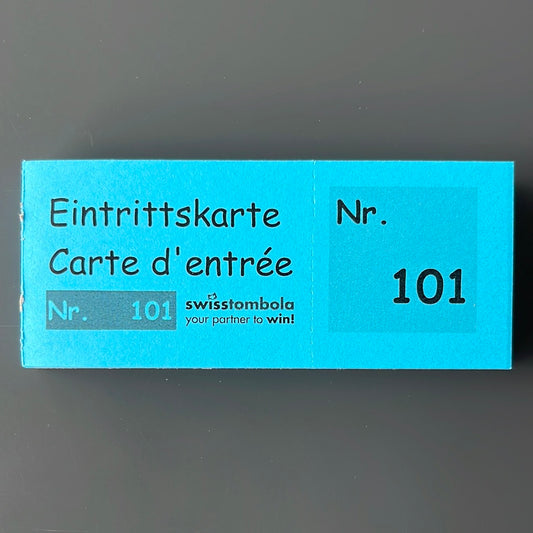 Eintrittskarte
Carte d'entrée
Nr. 101
swisstombola
your partner to win!
Nr.
101